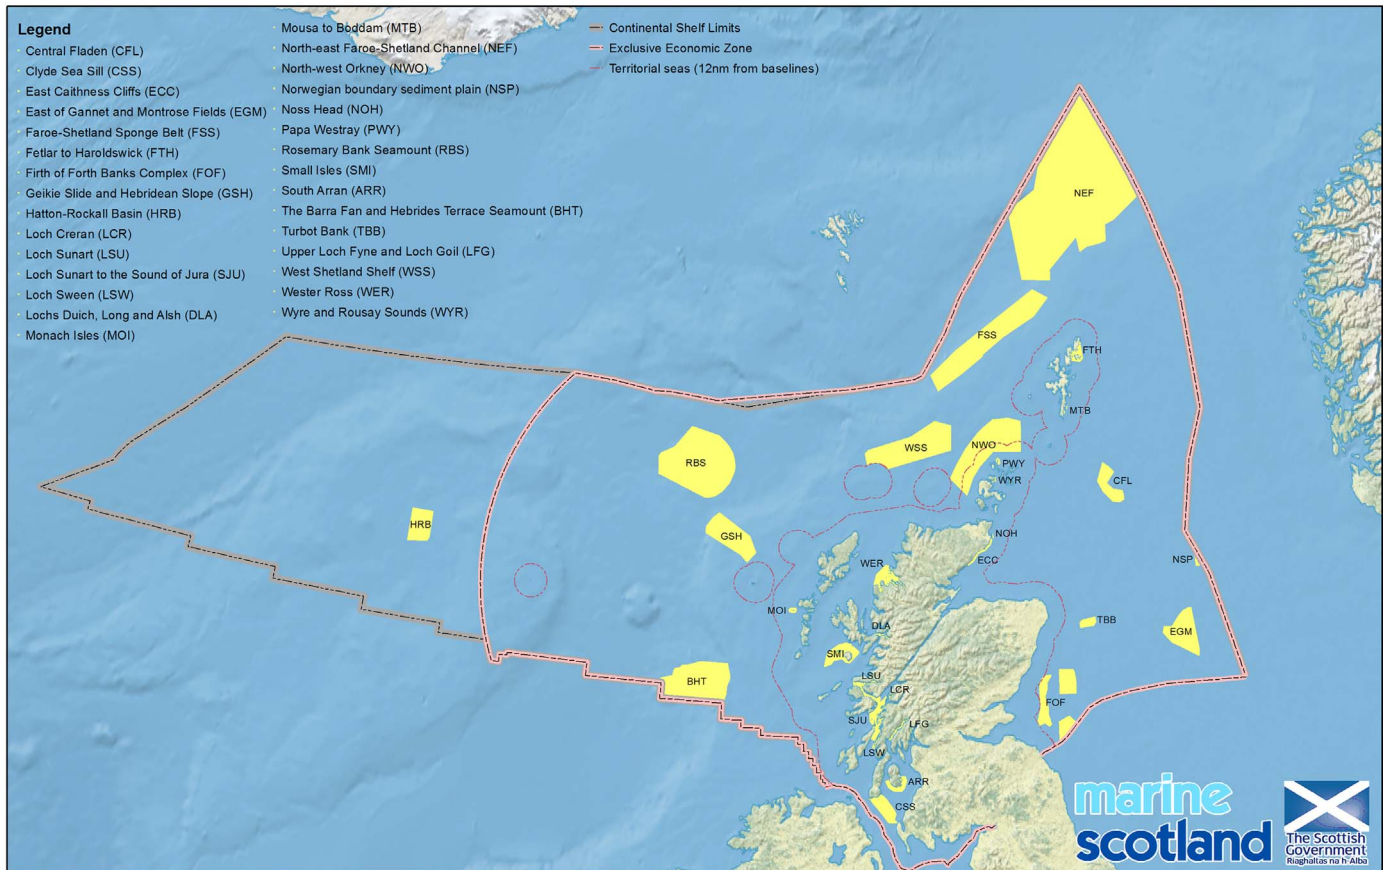 Legend
Central Fladen (CFL)
Clyde Sea Sill (CSS)
East Caithness Cliffs (ECC)
East of Gannet and Montrose Fields (EGM)
Faroe-Shetland Sponge Belt (FSS)
Fetlar to Haroldswick (FTH)
Firth of Forth Banks Complex (FOF)
Geikie Slide and Hebridean Slope (GSH)
Hatton-Rockall Basin (HRB)
Loch Creran (LCR)
Loch Sunart (LSU)
Loch Sunart to the Sound of Jura (SJU)
Loch Sween (LSW)
Lochs Duich, Long and Alsh (DLA)
Monach Isles (MOI)
Mousa to Boddam (MTB)
North-east Faroe-Shetland Channel (NEF)
North-west Orkney (NWO)
Norwegian boundary sediment plain (NSP)
Noss Head (NOH)
Papa Westray (PWY)
Rosemary Bank Seamount (RBS)
Small Isles (SMI)
South Arran (ARR)
The Barra Fan and Hebrides Terrace Seamount (BHT)
Turbot Bank (TBB)
Upper Loch Fyne and Loch Goil (LFG)
West Shetland Shelf (WSS)
Wester Ross (WER)
Wyre and Rousay Sounds (WYR)
Continental Shelf Limits
Exclusive Economic Zone
Territorial seas (12nm from baselines)
NEF
FSS
FTH
MTB
WSS
NWO
RBS
PWY
WYR
CFL
HRB
GSH
NOH
ECC
WER
NSP
MOI
DLA
TBB
EGM
SMI
LSU
BHT
LCR
FOF
SJU
LFG
LSW
ARR
CSS
marine
scotland
The Scottish
Government
Riaghaltas na h-Alba